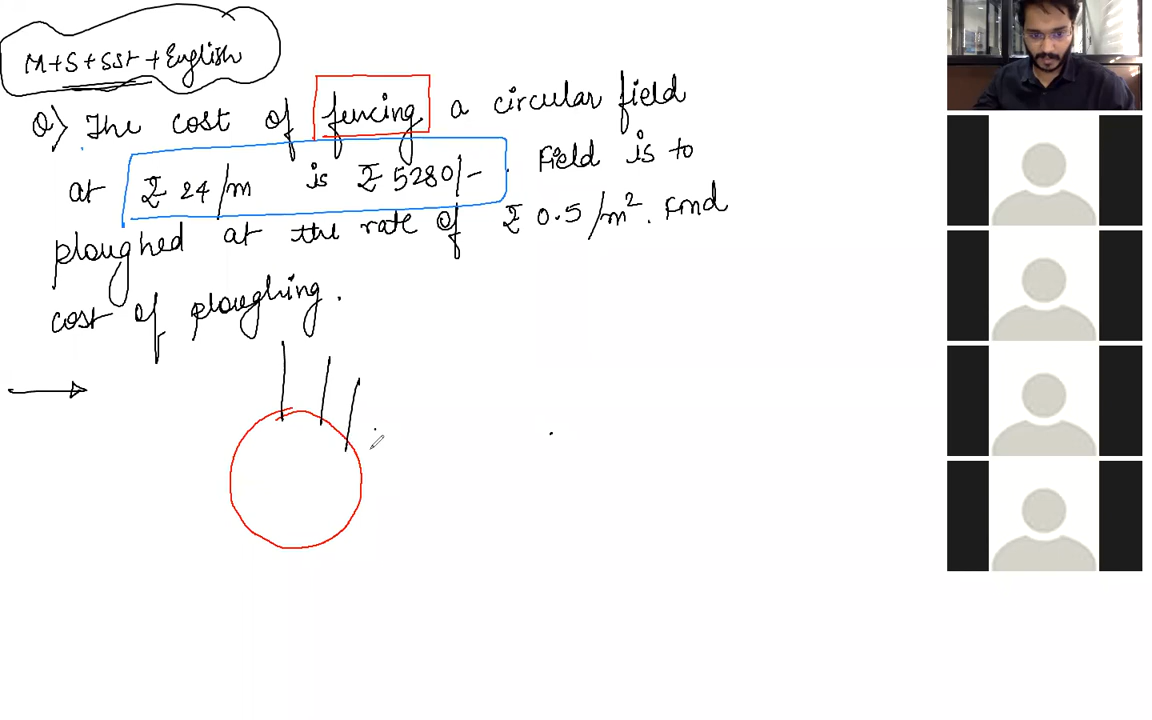 M+S+SST+English
Q) The cost of fencing a circular field
at ₹ 24/m is ₹ 5280/- . Field is to
ploughed at the rate of ₹ 0.5/m². Find
cost of ploughing.